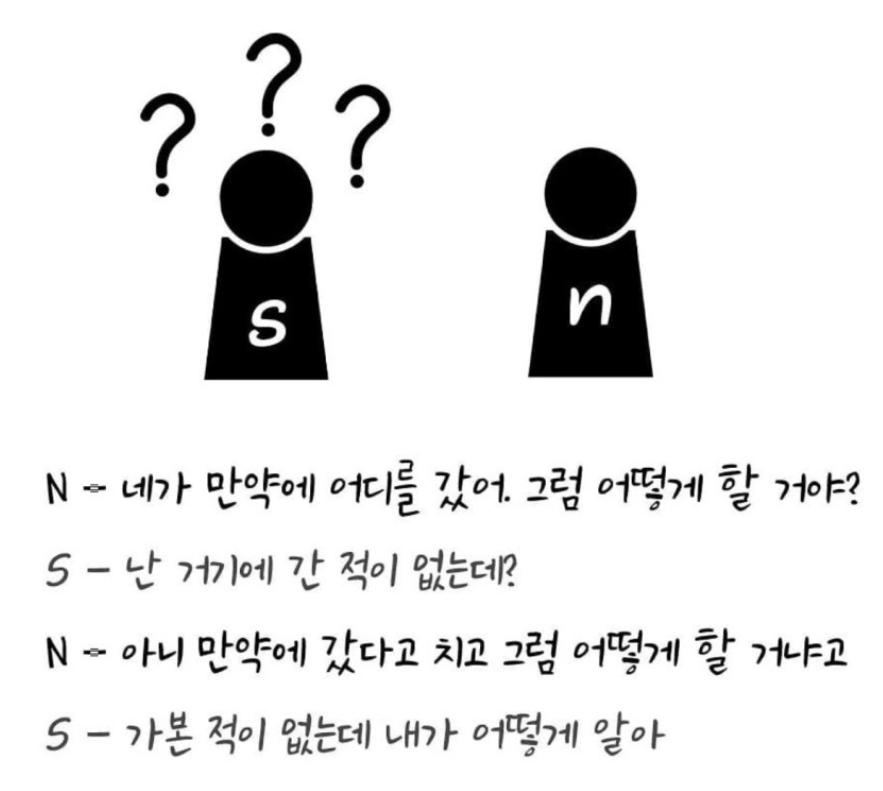 ? ? ?
s n
N - 네가 만약에 어디를 갔어. 그럼 어떻게 할 거야?
S - 난 거기에 간 적이 없는데?
N - 아니 만약에 갔다고 치고 그럼 어떻게 할 거냐고
S - 가본 적이 없는데 내가 어떻게 알아